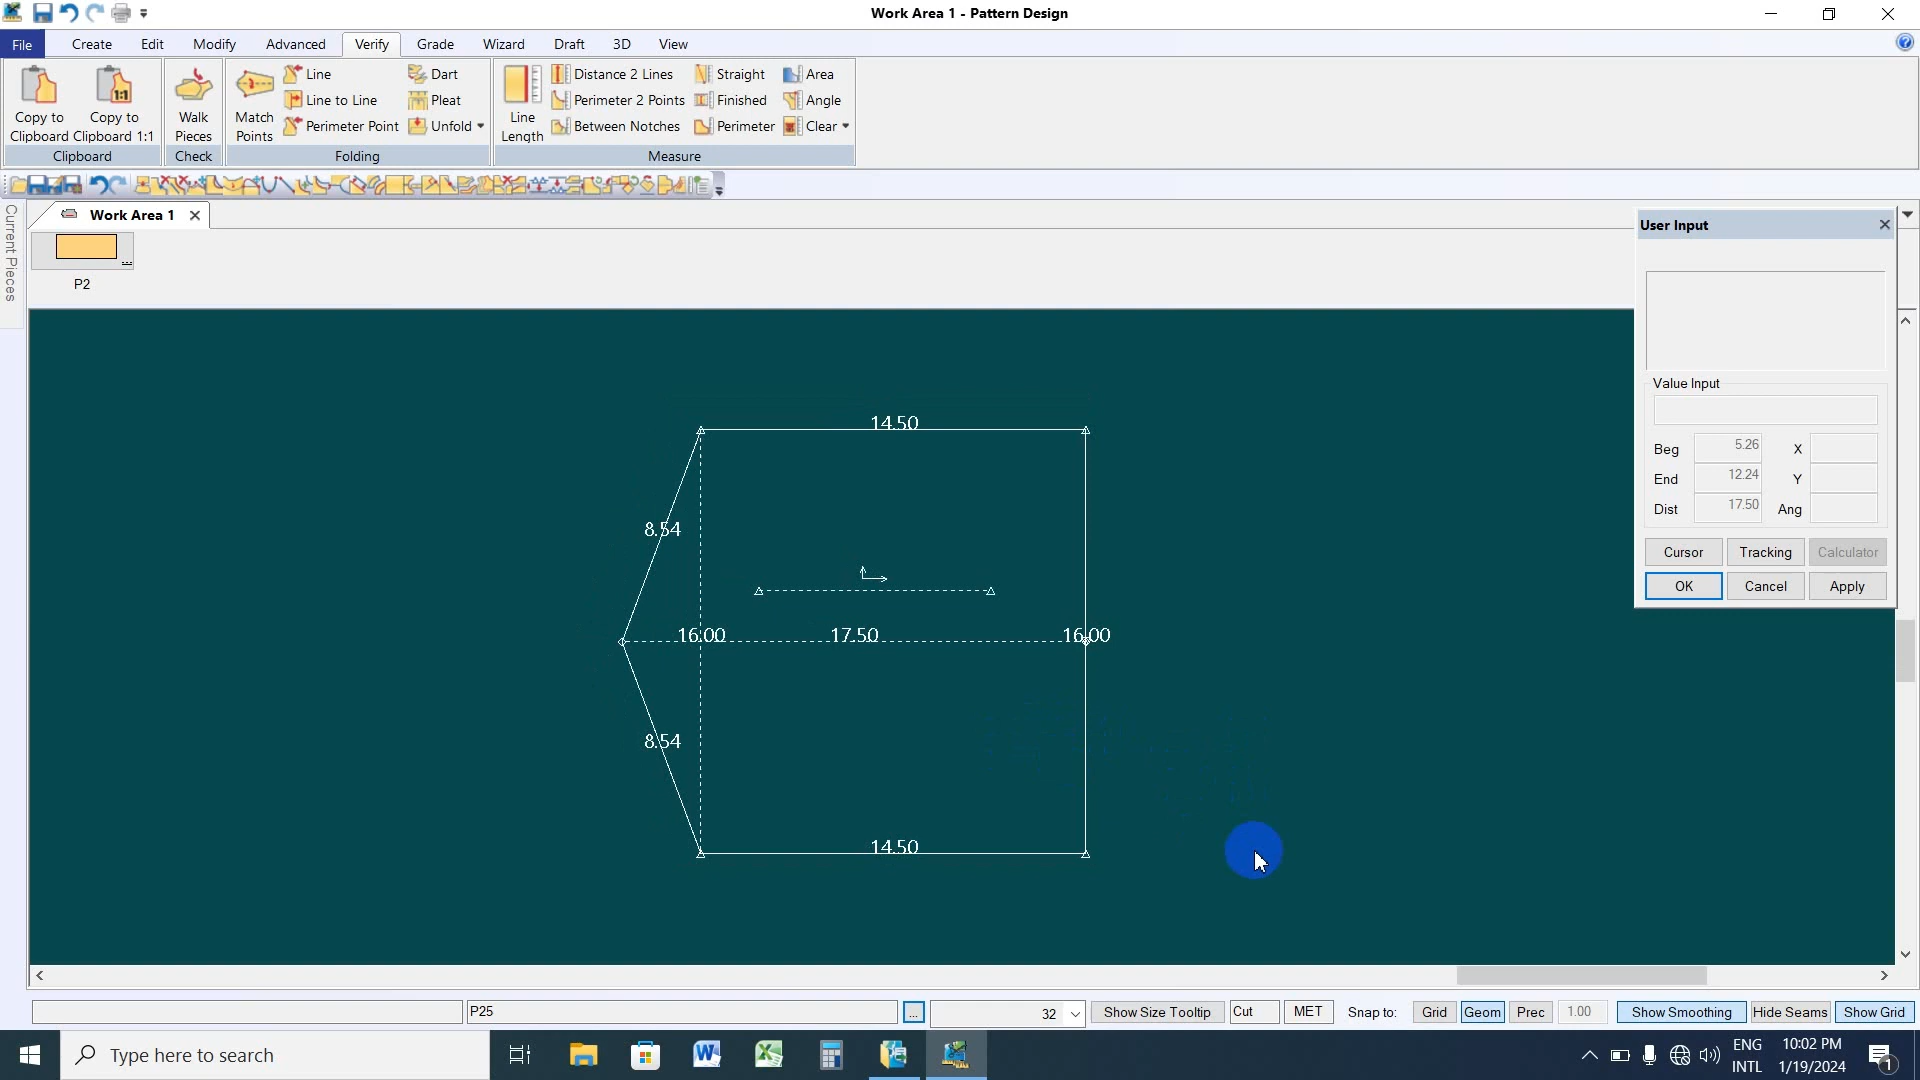 Work Area 1 - Pattern Design
File Create Edit Modify Advanced Verify Grade Wizard Draft 3D View
Copy to Clipboard
Copy to Clipboard 1:1
Clipboard
Walk Pieces
Check
Match Points
Line
Line to Line
Perimeter Point
Dart
Pleat
Unfold
Folding
Line Length
Distance 2 Lines
Perimeter 2 Points
Between Notches
Straight
Finished
Perimeter
Area
Angle
Clear
Measure
Current Pieces
Work Area 1
P2
14.50
8.54
16.00 17.50 16.00
8.54
14.50
User Input
Value Input
Beg 5.26 X
End 12.24 Y
Dist 17.50 Ang
Cursor Tracking Calculator
OK Cancel Apply
P25 ... 32 Show Size Tooltip Cut MET Snap to: Grid Geom Prec 1.00 Show Smoothing Hide Seams Show Grid
Type here to search
ENG
INTL
10:02 PM
1/19/2024
1